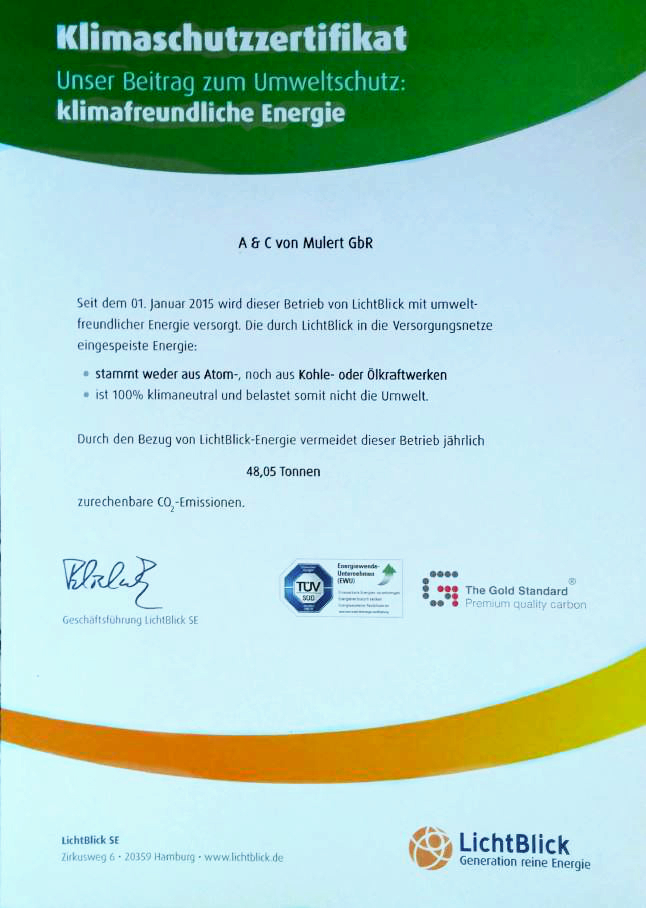 Klimaschutzzertifikat
Unser Beitrag zum Umweltschutz:
klimafreundliche Energie
A & C von Mulert GbR
Seit dem 01. Januar 2015 wird dieser Betrieb von LichtBlick mit umwelt-
freundlicher Energie versorgt. Die durch LichtBlick in die Versorgungsnetze
eingespeiste Energie:
• stammt weder aus Atom-, noch aus Kohle- oder Ölkraftwerken
• ist 100% klimaneutral und belastet somit nicht die Umwelt.
Durch den Bezug von LichtBlick-Energie vermeidet dieser Betrieb jährlich
48,05 Tonnen
zurechenbare CO₂-Emissionen.
Geschäftsführung LichtBlick SE
TÜV
SÜD
Energiewende-
Unternehmen
(EWU)
The Gold Standard®
Premium quality carbon
LichtBlick SE
Zirkusweg 6 • 20359 Hamburg • www.lichtblick.de
LichtBlick
Generation reine Energie